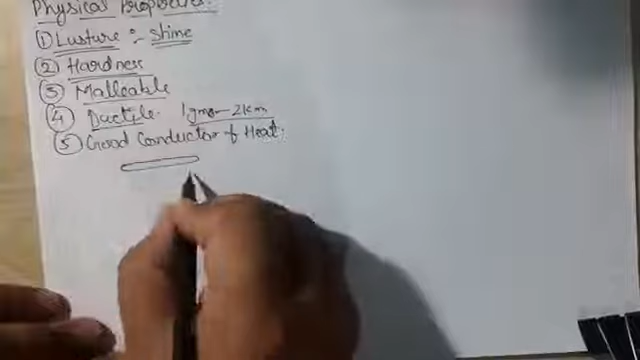 Physical Properties:
① Lusture :- Shine
② Hardness
③ Malleable
④ Ductile. 1gm - 2km
⑤ Good Conductor of Heat: